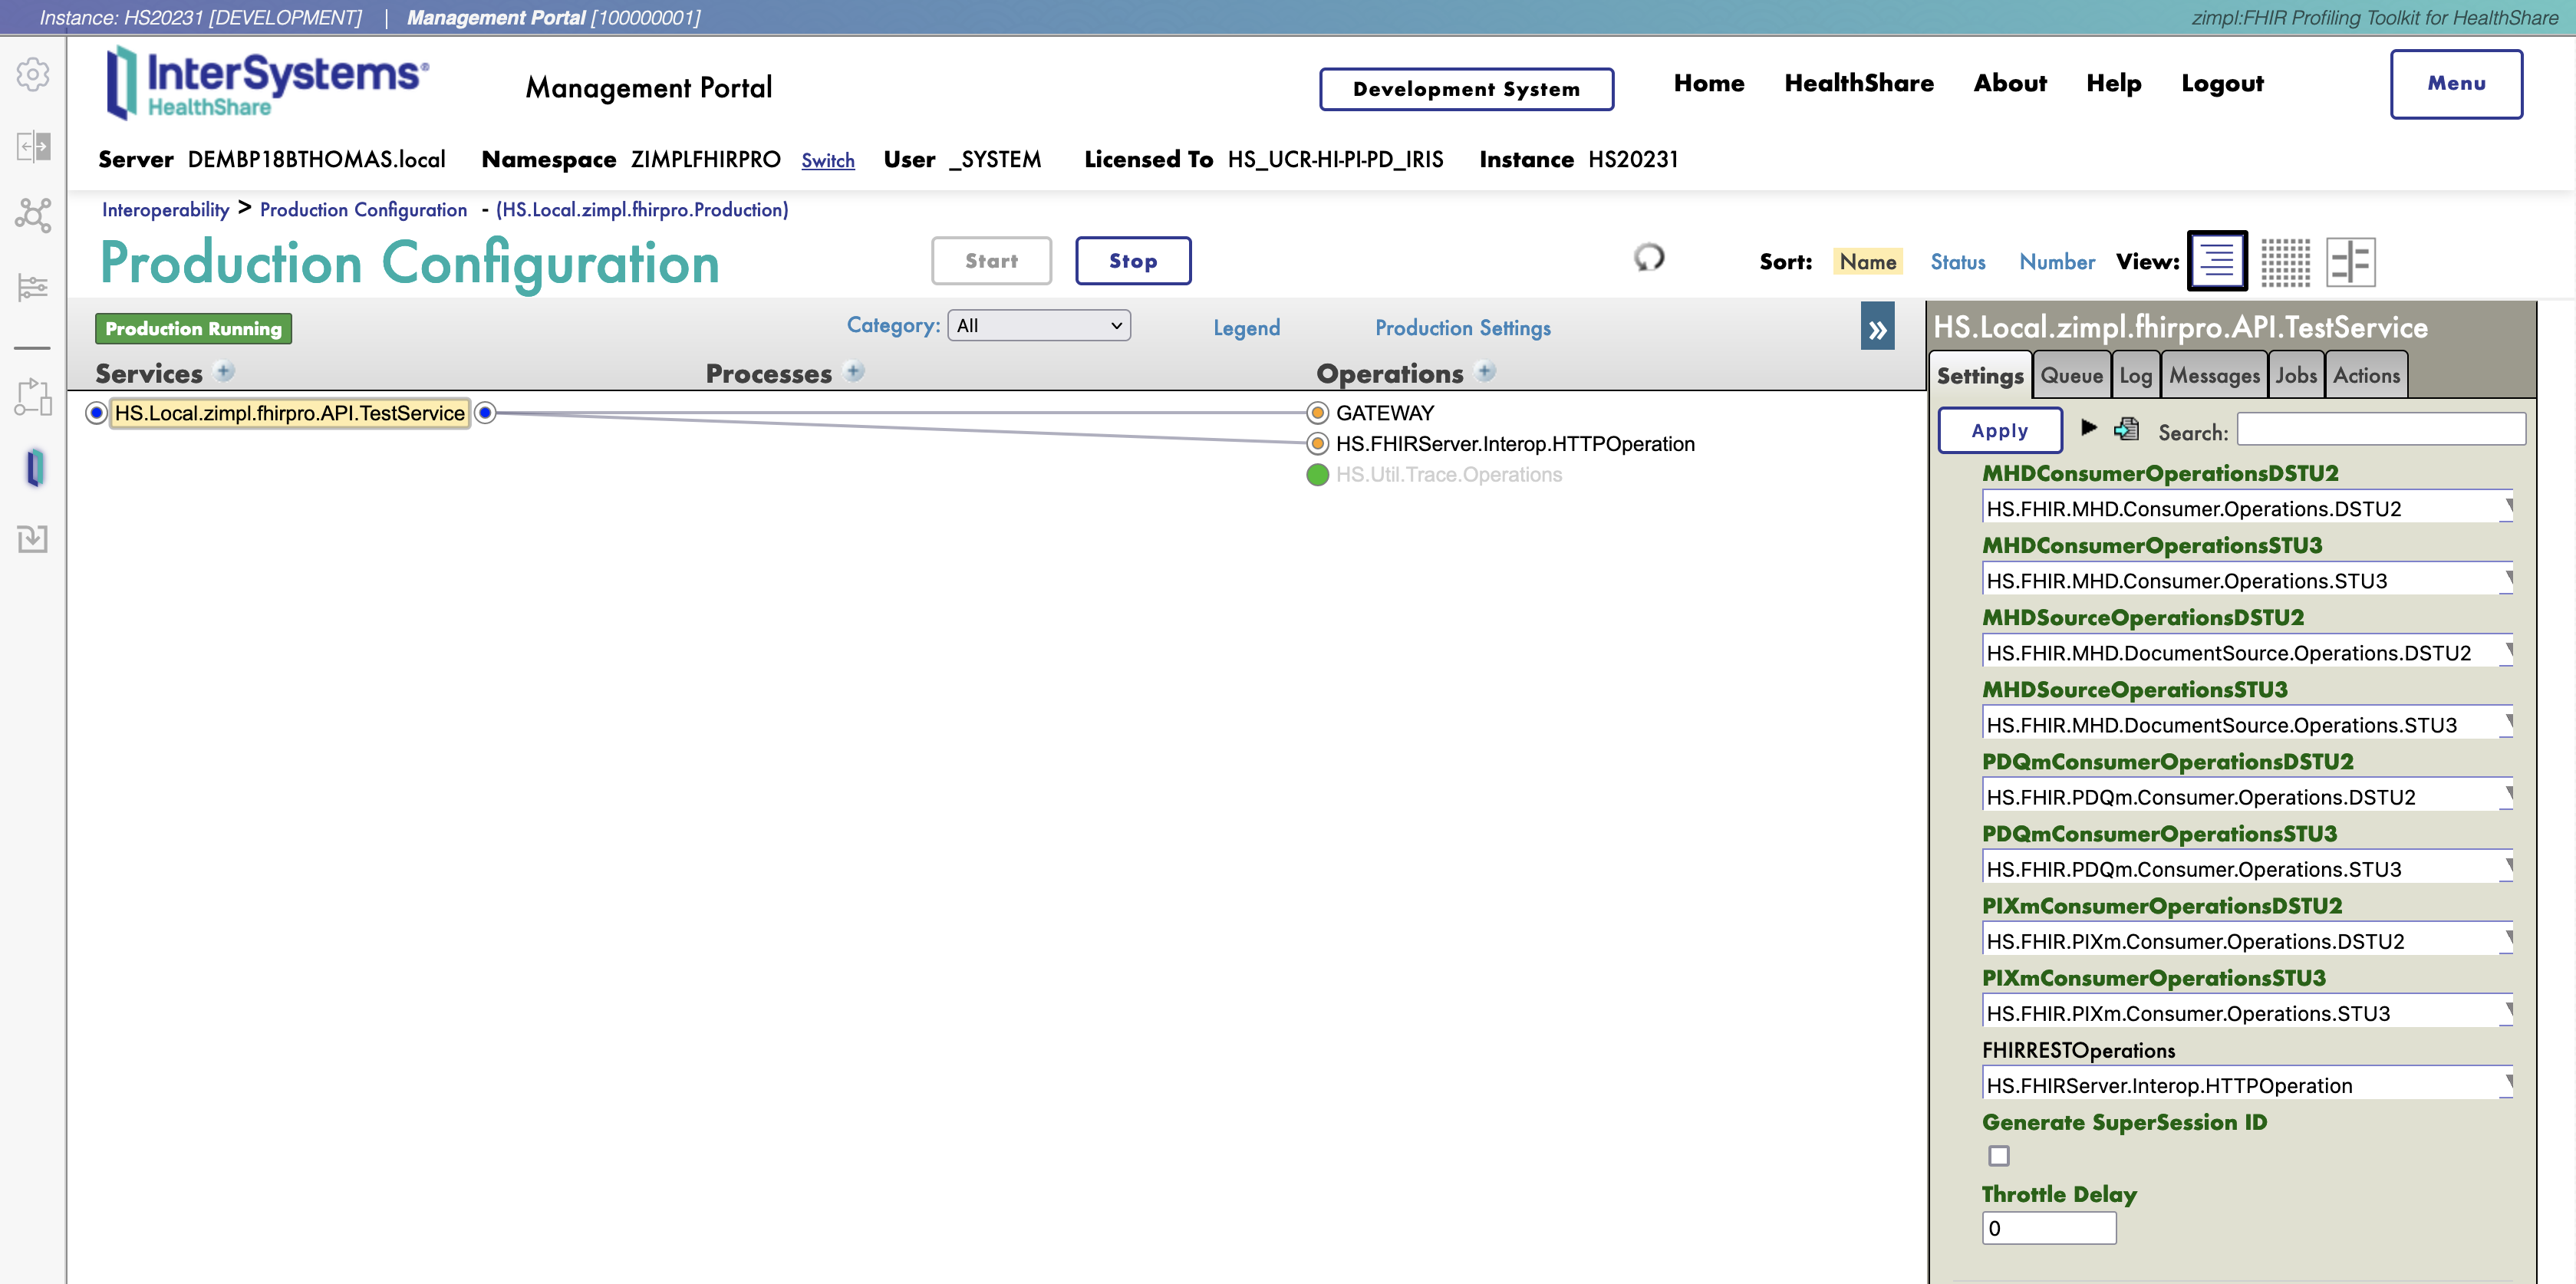 Instance: HS20231 [DEVELOPMENT] | Management Portal [100000001] zimpl:FHIR Profiling Toolkit for HealthShare
InterSystems®
HealthShare
Management Portal
Development System
Home HealthShare About Help Logout
Menu
Server DEMBP18BTHOMAS.local Namespace ZIMPLFHIRPRO Switch User _SYSTEM Licensed To HS_UCR-HI-PI-PD_IRIS Instance HS20231
Interoperability > Production Configuration - (HS.Local.zimpl.fhirpro.Production)
Production Configuration
Start Stop
Sort: Name Status Number View:
Production Running
Category: All
Legend
Production Settings
»
Services + Processes + Operations +
HS.Local.zimpl.fhirpro.API.TestService
GATEWAY
HS.FHIRServer.Interop.HTTPOperation
HS.Util.Trace.Operations
HS.Local.zimpl.fhirpro.API.TestService
Settings Queue Log Messages Jobs Actions
Apply Search:
MHDConsumerOperationsDSTU2
HS.FHIR.MHD.Consumer.Operations.DSTU2
MHDConsumerOperationsSTU3
HS.FHIR.MHD.Consumer.Operations.STU3
MHDSourceOperationsDSTU2
HS.FHIR.MHD.DocumentSource.Operations.DSTU2
MHDSourceOperationsSTU3
HS.FHIR.MHD.DocumentSource.Operations.STU3
PDQmConsumerOperationsDSTU2
HS.FHIR.PDQm.Consumer.Operations.DSTU2
PDQmConsumerOperationsSTU3
HS.FHIR.PDQm.Consumer.Operations.STU3
PIXmConsumerOperationsDSTU2
HS.FHIR.PIXm.Consumer.Operations.DSTU2
PIXmConsumerOperationsSTU3
HS.FHIR.PIXm.Consumer.Operations.STU3
FHIRRESTOperations
HS.FHIRServer.Interop.HTTPOperation
Generate SuperSession ID
Throttle Delay
0